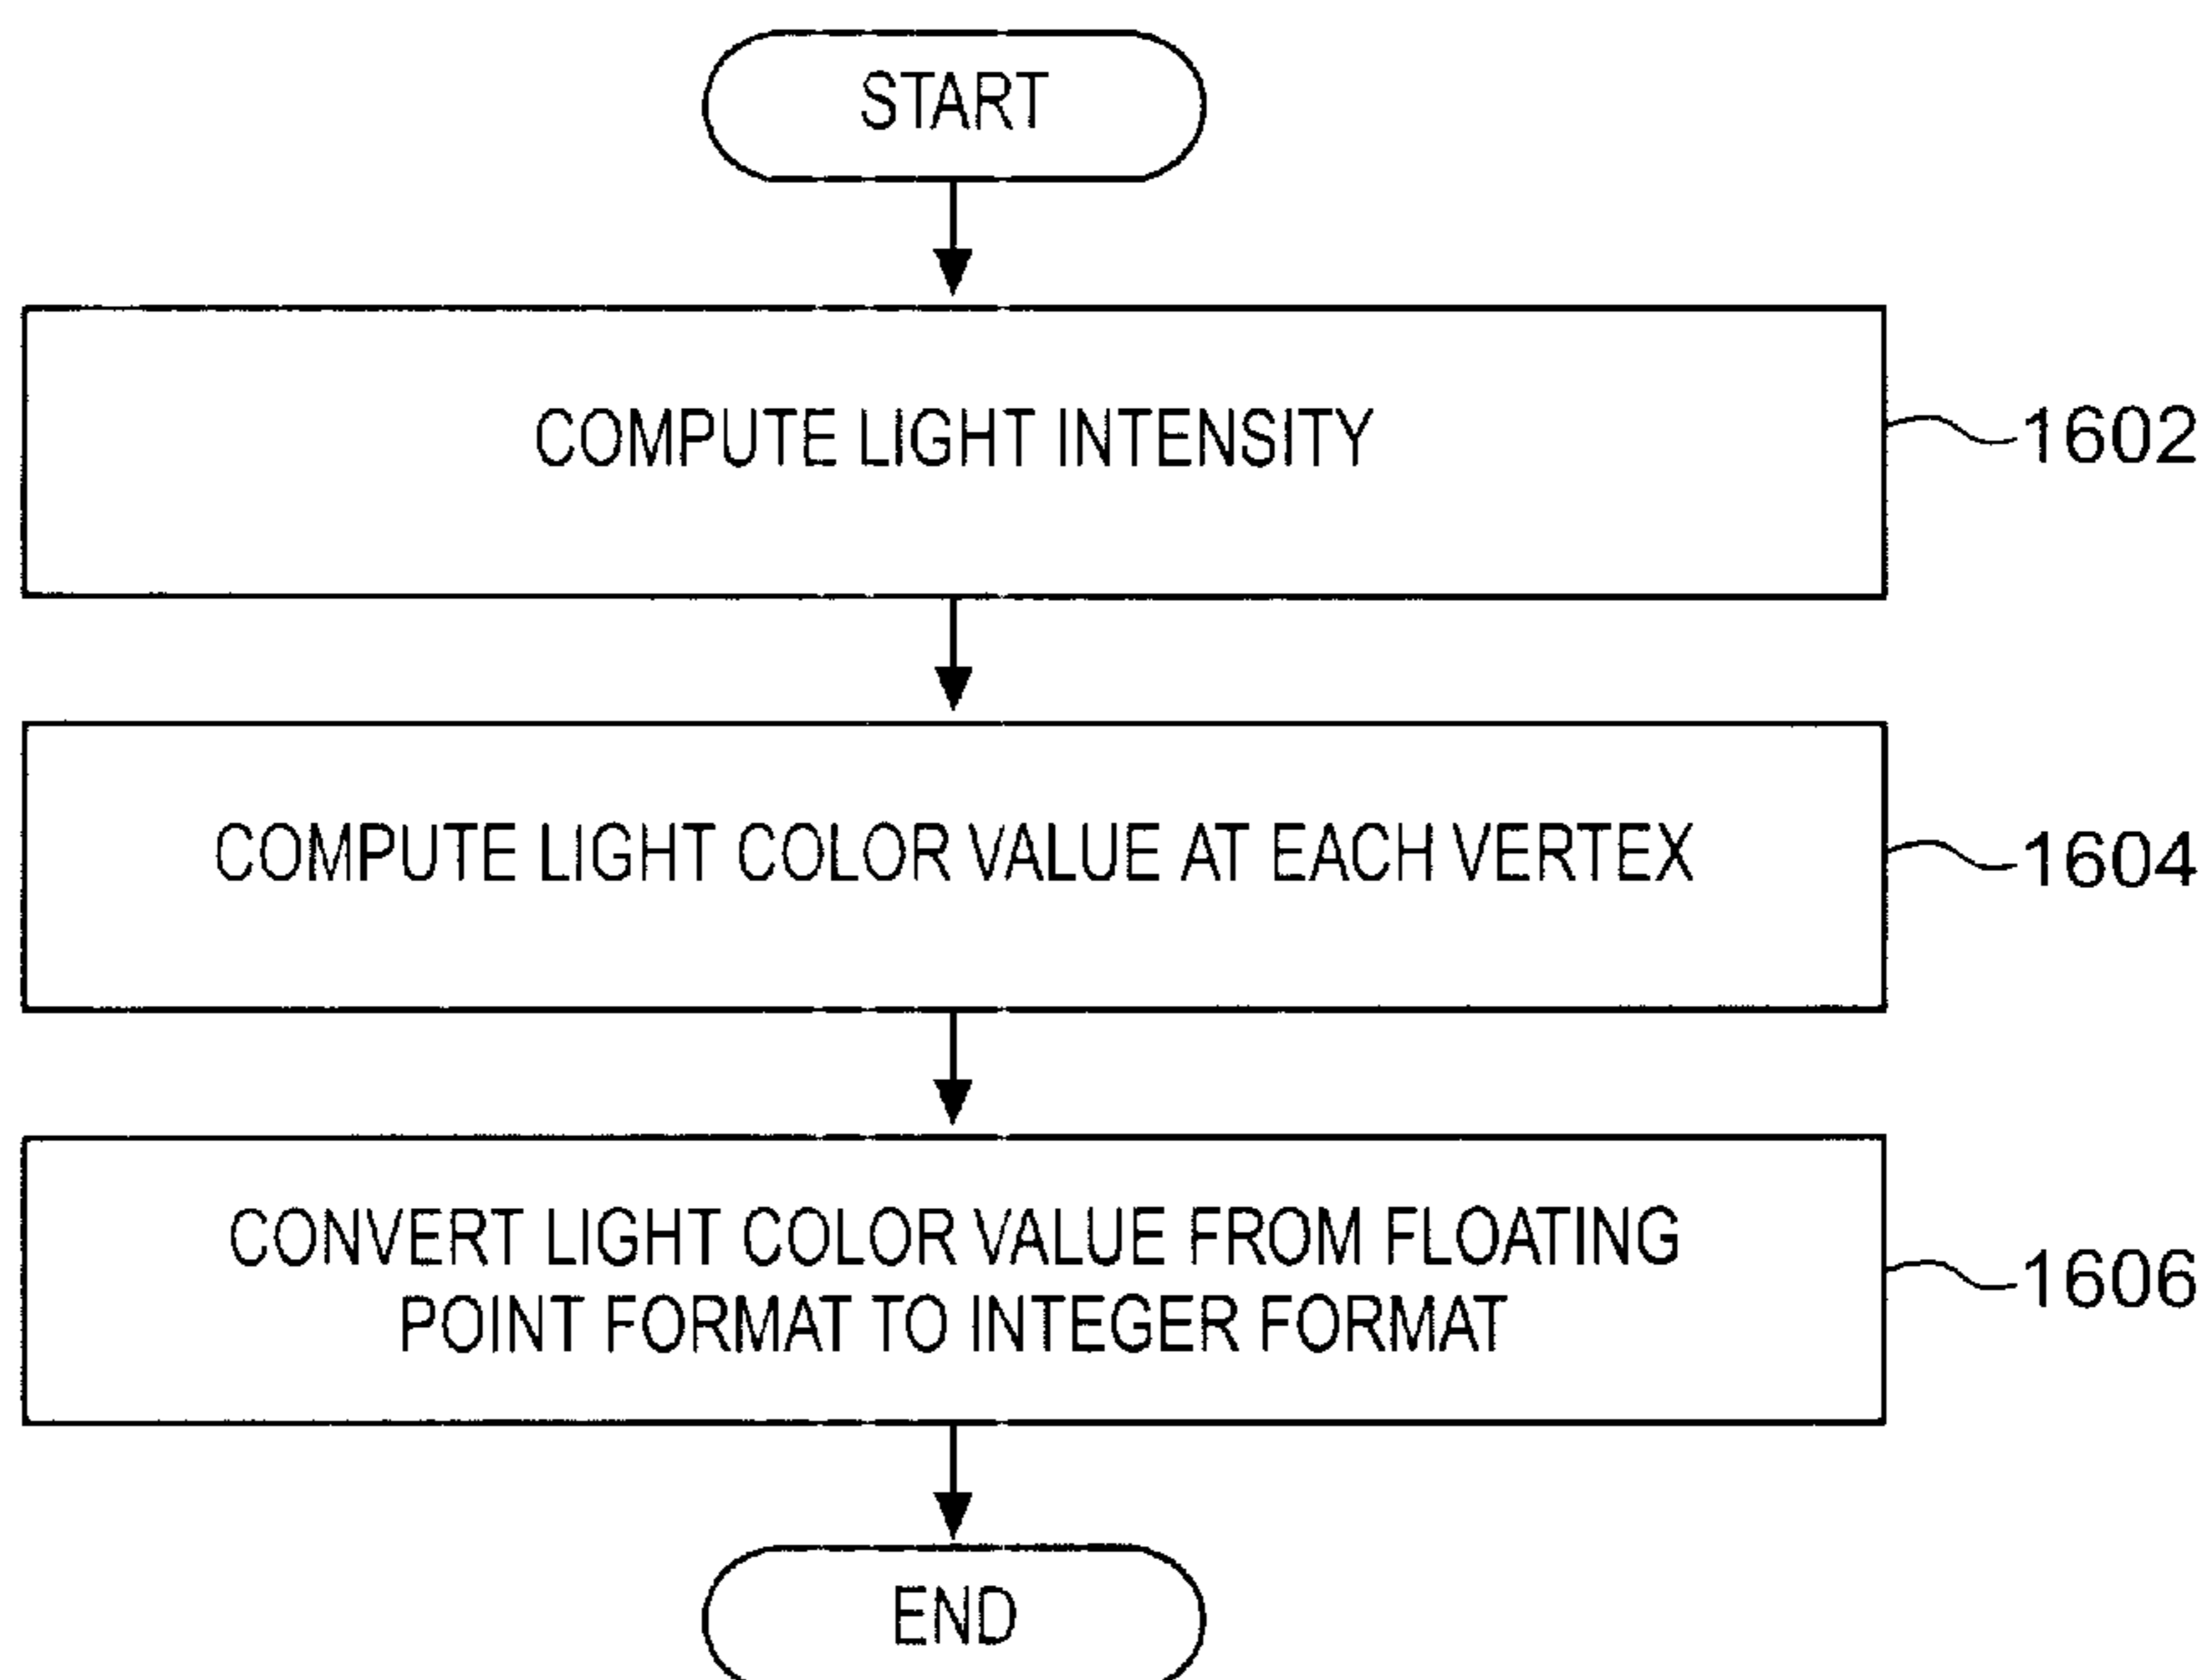 START
COMPUTE LIGHT INTENSITY
1602
COMPUTE LIGHT COLOR VALUE AT EACH VERTEX
1604
CONVERT LIGHT COLOR VALUE FROM FLOATING
POINT FORMAT TO INTEGER FORMAT
1606
END